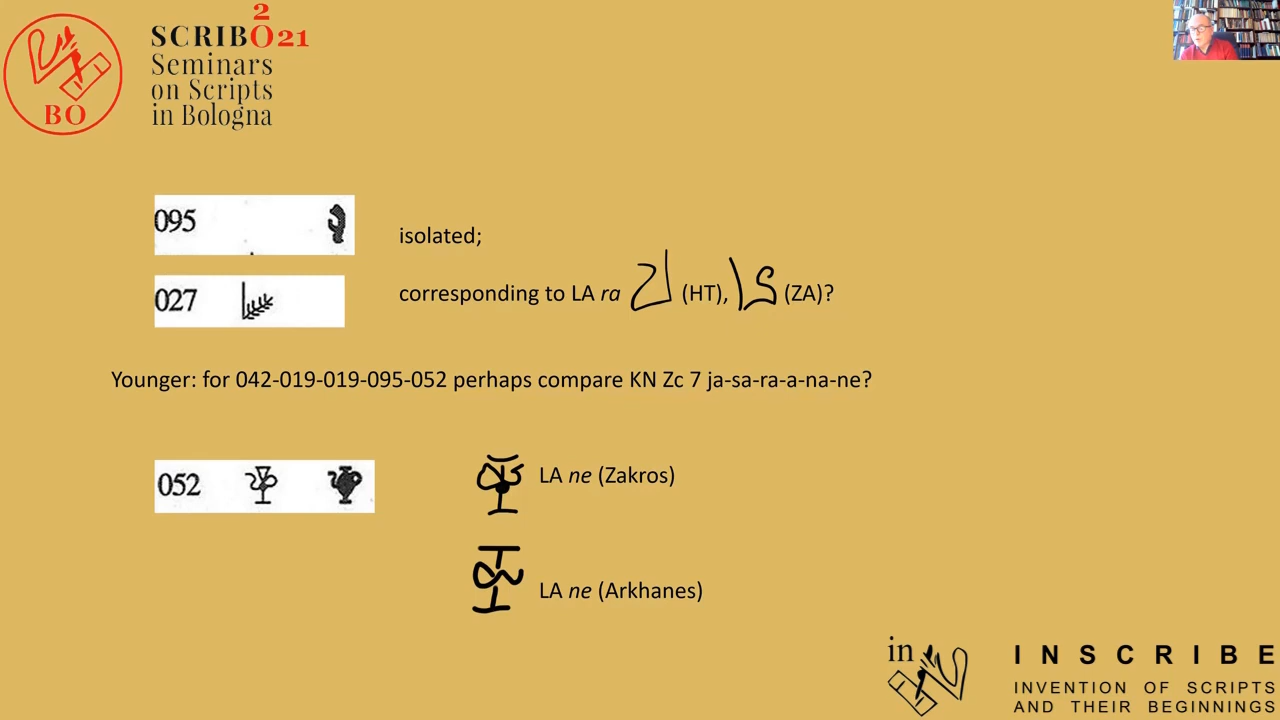 2
SCRIBO21
Seminars
on Scripts
in Bologna
BO
095
isolated;
027
corresponding to LA ra (HT), (ZA)?
Younger: for 042-019-019-095-052 perhaps compare KN Zc 7 ja-sa-ra-a-na-ne?
052
LA ne (Zakros)
LA ne (Arkhanes)
in
INSCRIBE
INVENTION OF SCRIPTS
AND THEIR BEGINNINGS